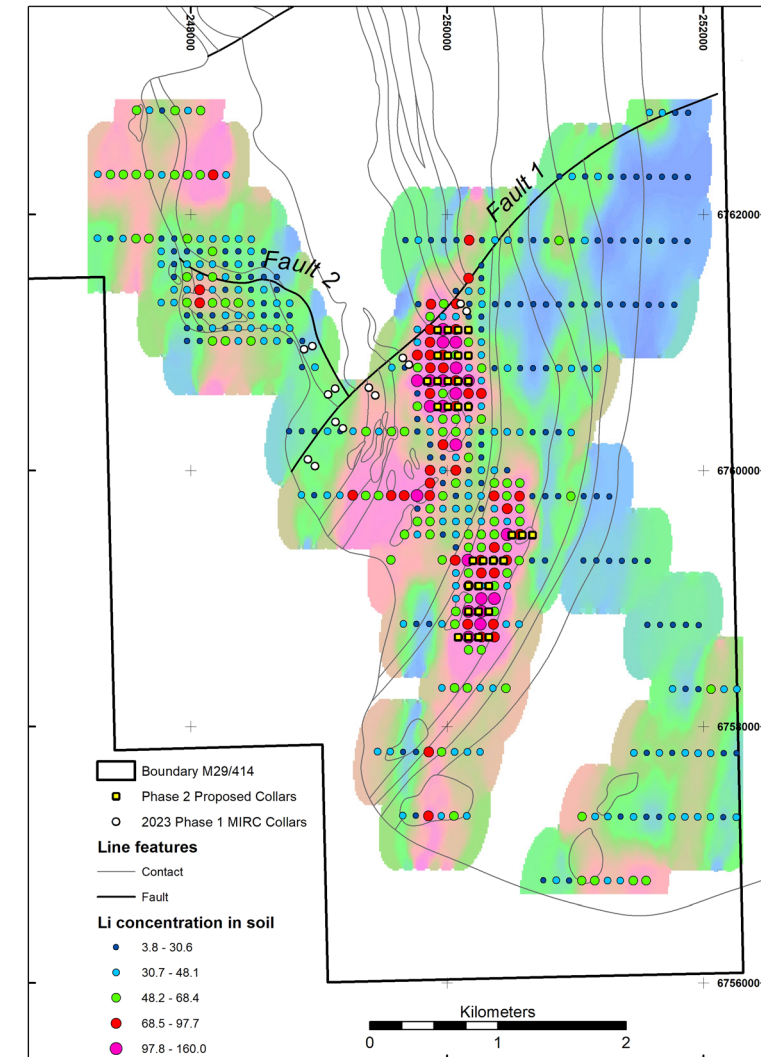 248000
250000
252000
6762000
Fault 1
Fault 2
6760000
6758000
Boundary M29/414
Phase 2 Proposed Collars
2023 Phase 1 MIRC Collars
Line features
Contact
Fault
Li concentration in soil
3.8 - 30.6
30.7 - 48.1
48.2 - 68.4
68.5 - 97.7
97.8 - 160.0
6756000
Kilometers
0 1 2